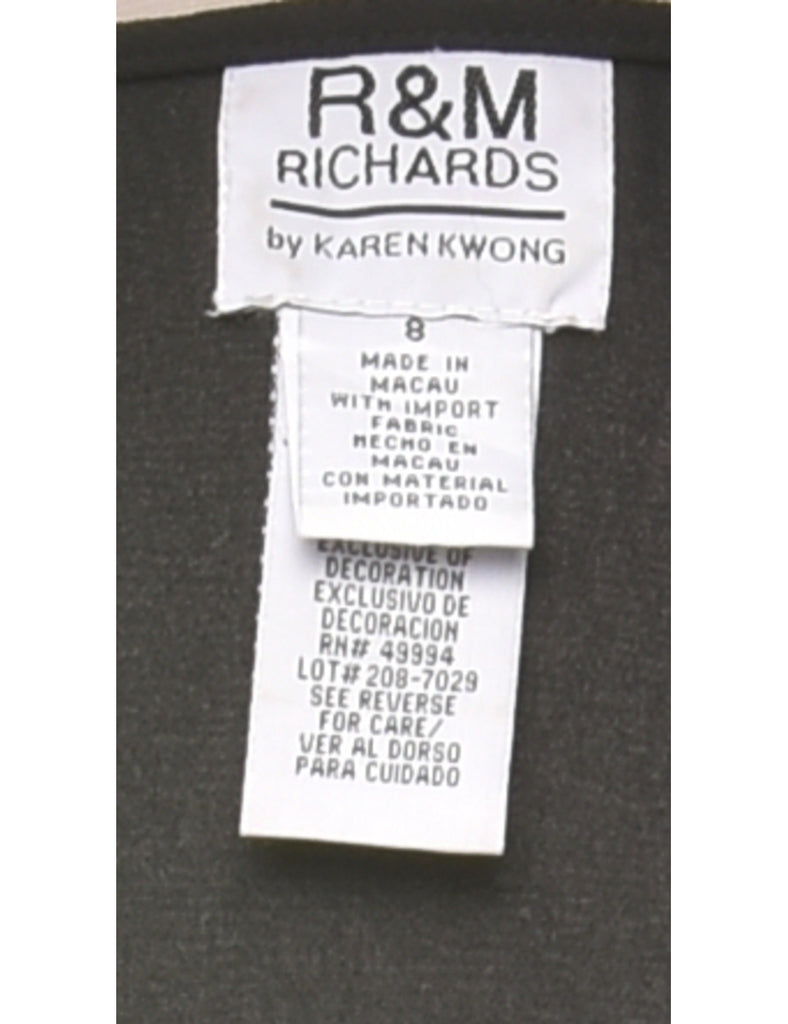 R&M
RICHARDS
by KAREN KWONG
8
MADE IN
MACAU
WITH IMPORT
FABRIC
HECHO EN
MACAU
CON MATERIAL
IMPORTADO
EXCLUSIVE OF
DECORATION
EXCLUSIVO DE
DECORACION
RN# 49994
LOT# 208-7029
SEE REVERSE
FOR CARE/
VER AL DORSO
PARA CUIDADO